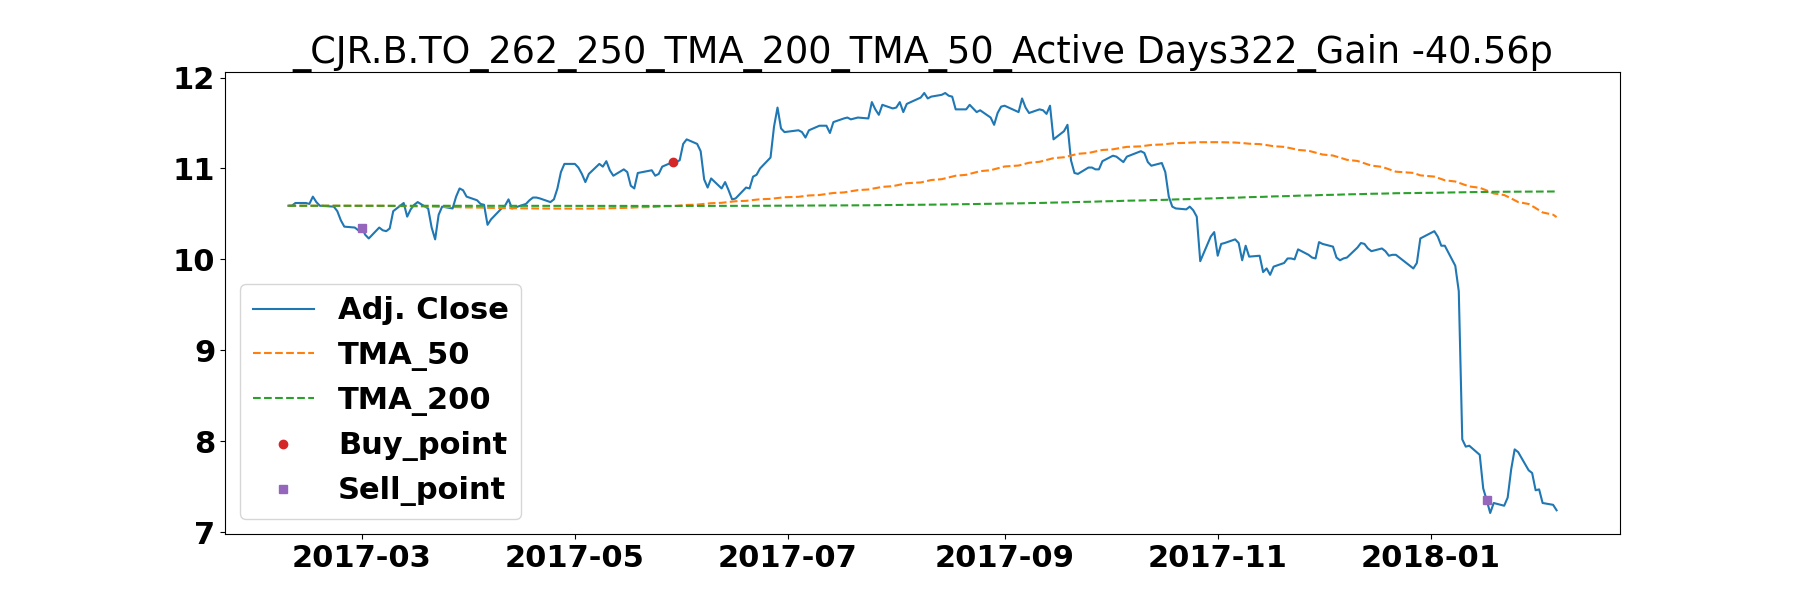 _CJR.B.TO_262_250_TMA_200_TMA_50_Active Days322_Gain -40.56p
12
11
10
9
8
7
Adj. Close
TMA_50
TMA_200
Buy_point
Sell_point
2017-03 2017-05 2017-07 2017-09 2017-11 2018-01